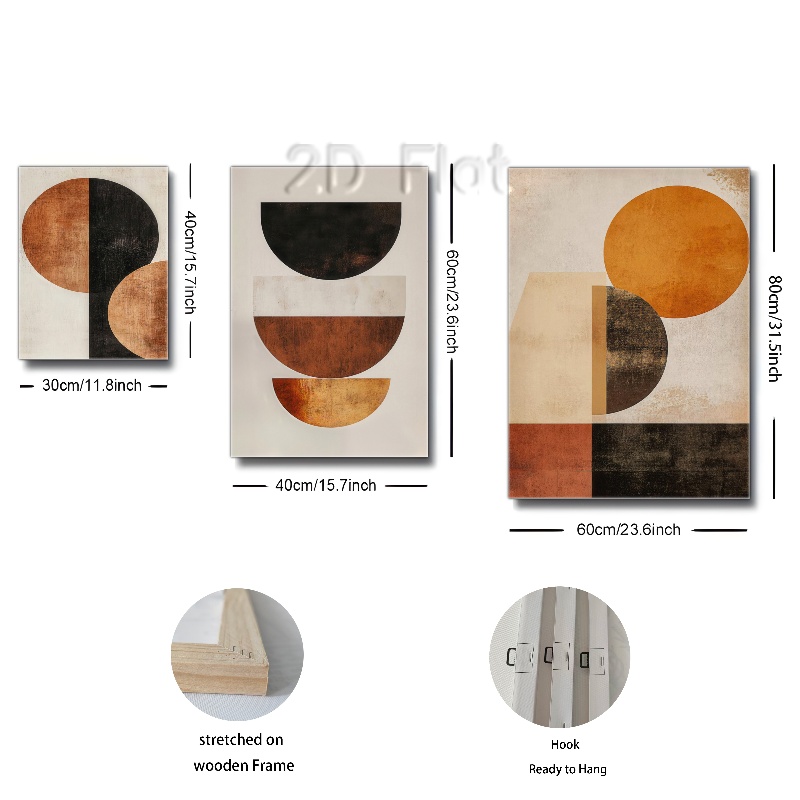 2D Flat
40cm/15.7inch
30cm/11.8inch
60cm/23.6inch
40cm/15.7inch
80cm/31.5inch
60cm/23.6inch
stretched on
wooden Frame
Hook
Ready to Hang